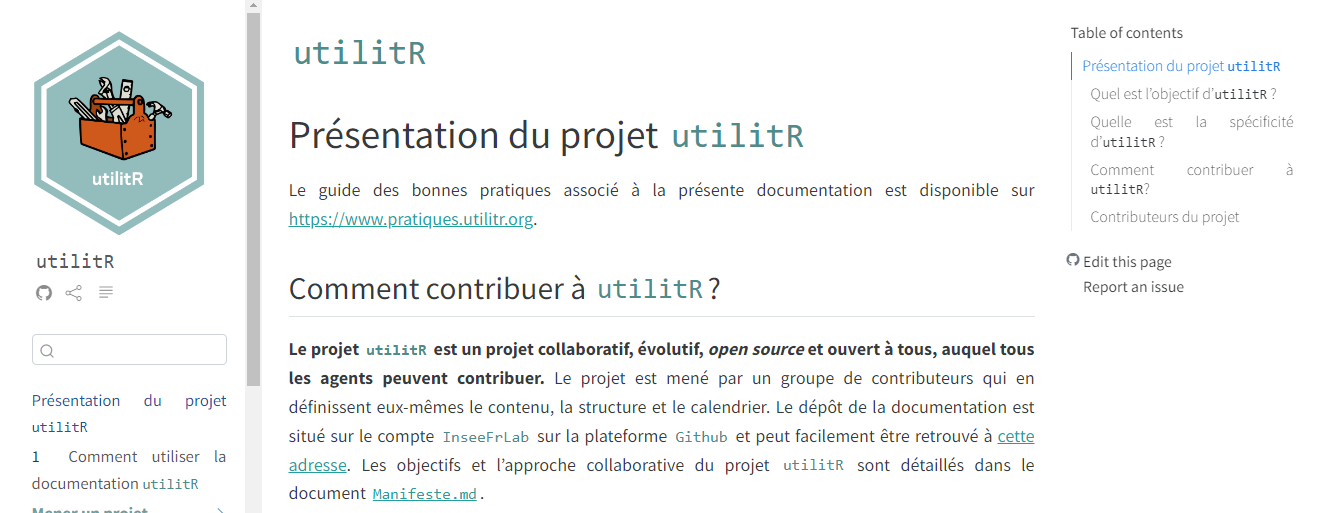 utilitR
utilitR
Présentation du projet
utilitR
1 Comment utiliser la
documentation utilitR
Mener un projet
utilitR
Présentation du projet utilitR
Le guide des bonnes pratiques associé à la présente documentation est disponible sur
https://www.pratiques.utilitr.org.
Comment contribuer à utilitR ?
Le projet utilitR est un projet collaboratif, évolutif, open source et ouvert à tous, auquel tous
les agents peuvent contribuer. Le projet est mené par un groupe de contributeurs qui en
définissent eux-mêmes le contenu, la structure et le calendrier. Le dépôt de la documentation est
situé sur le compte InseeFrLab sur la plateforme Github et peut facilement être retrouvé à cette
adresse. Les objectifs et l’approche collaborative du projet utilitR sont détaillés dans le
document Manifeste.md.
Table of contents
Présentation du projet utilitR
Quel est l’objectif d’utilitR ?
Quelle est la spécificité
d’utilitR ?
Comment contribuer à
utilitR?
Contributeurs du projet
Edit this page
Report an issue